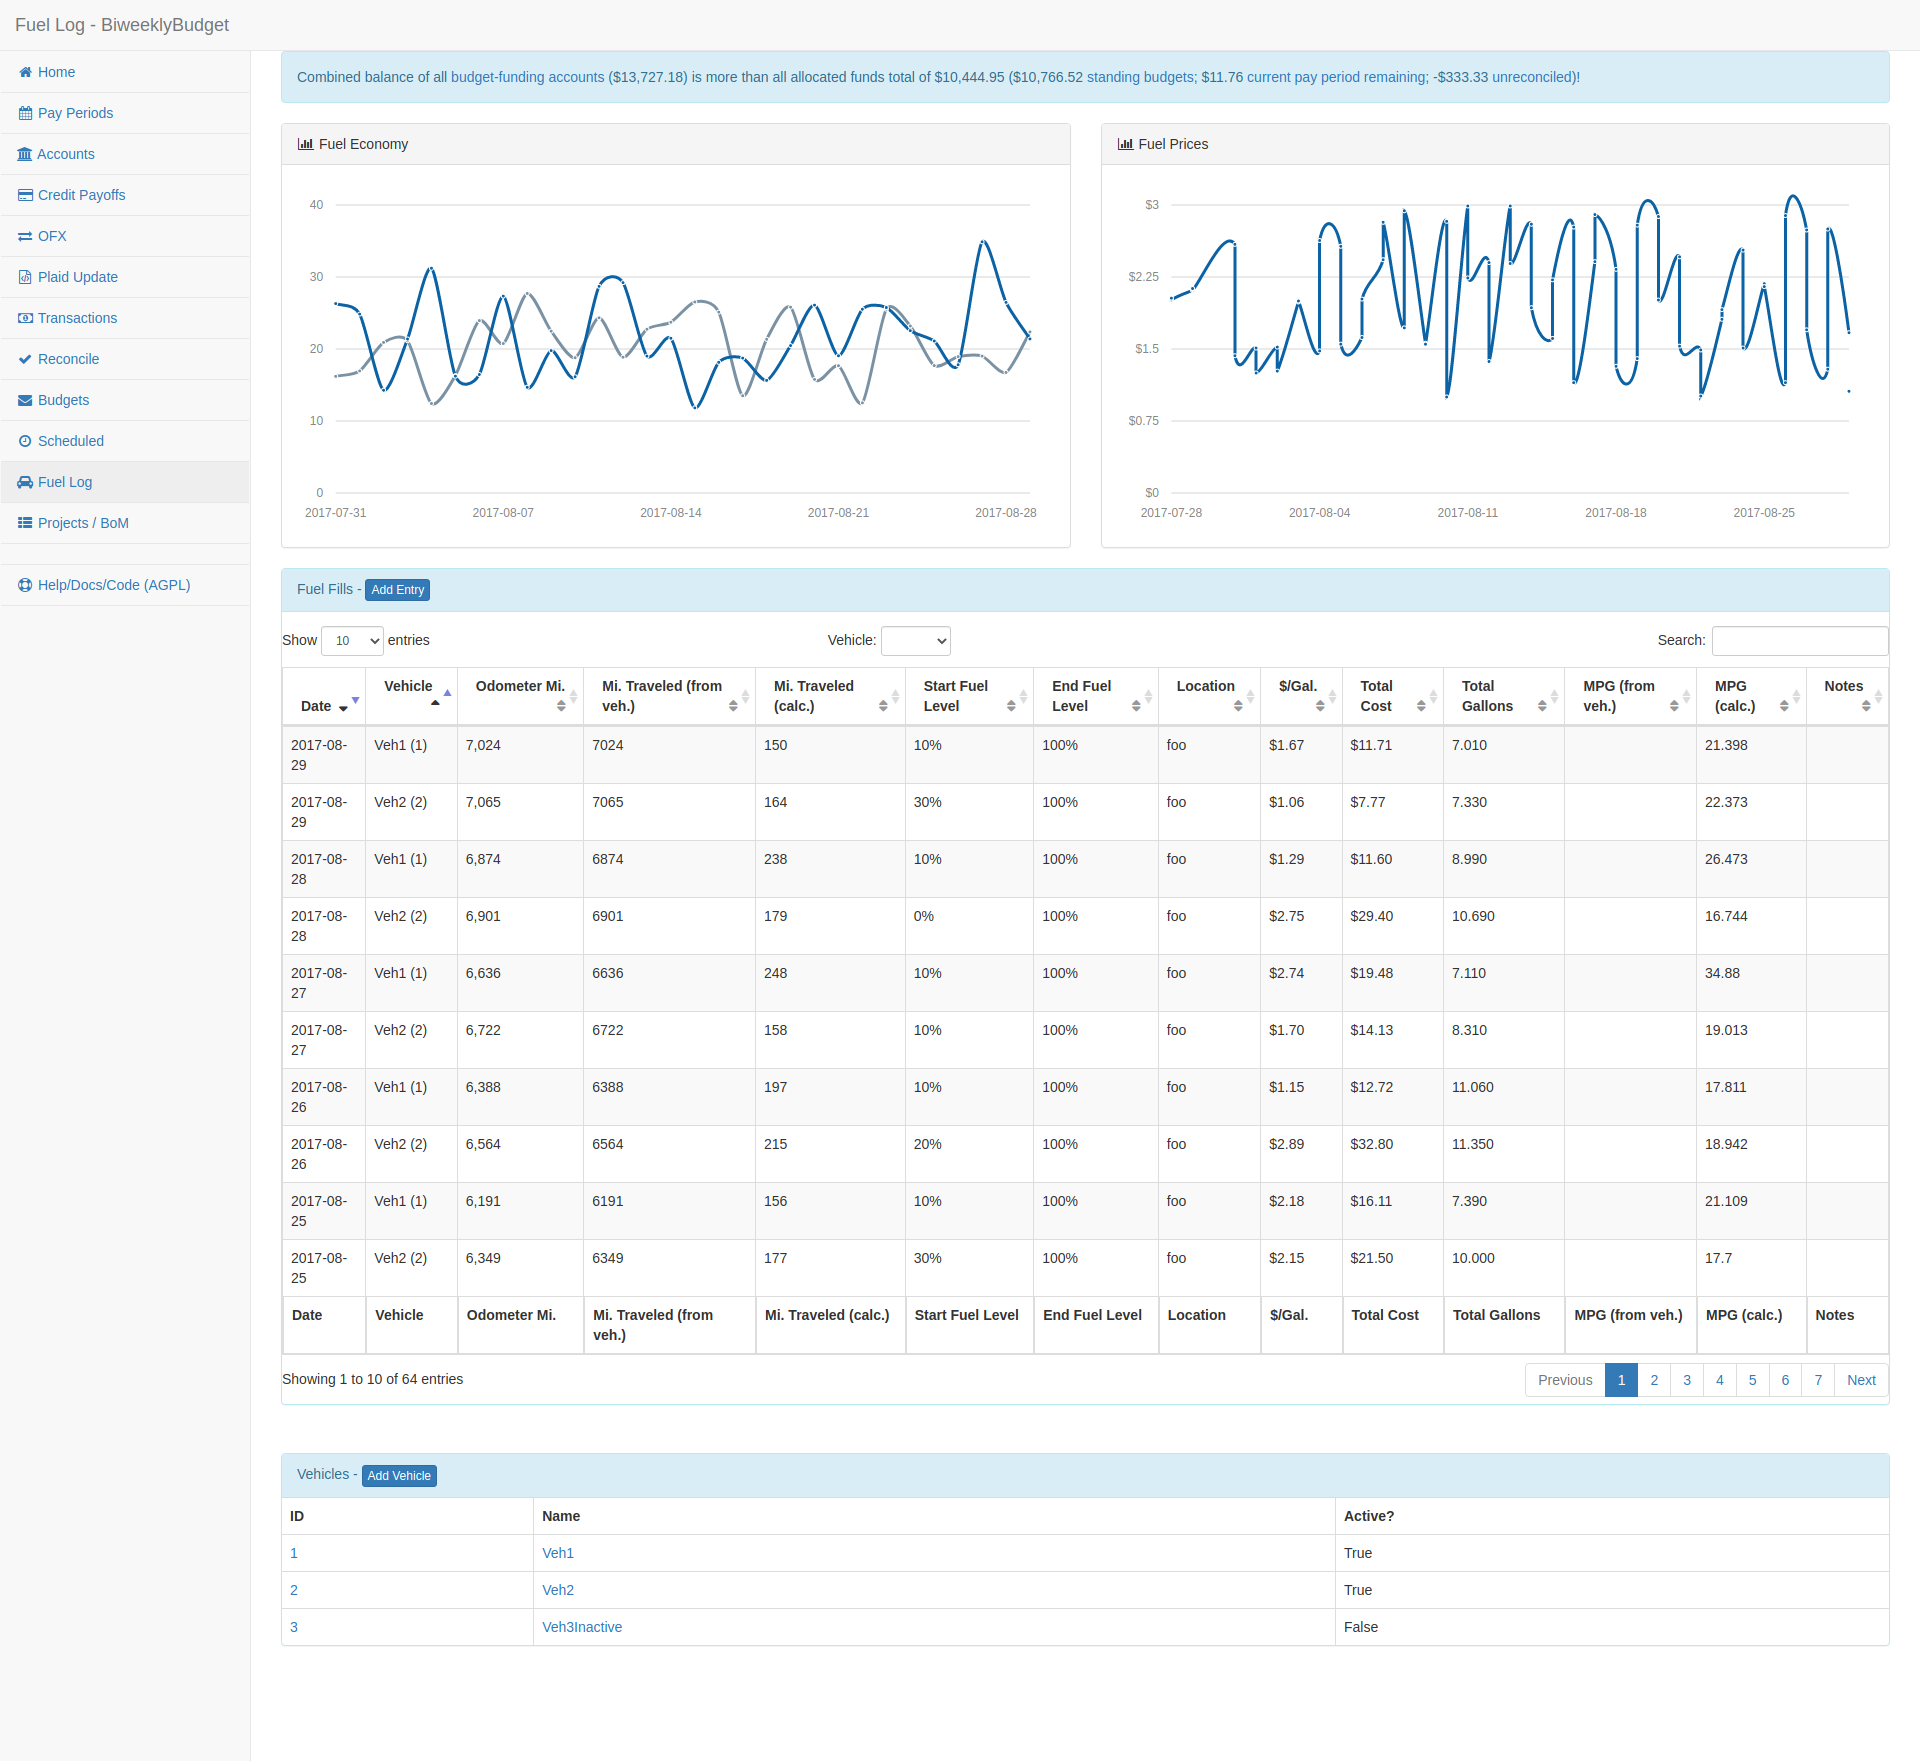 Fuel Log - BiweeklyBudget
Home
Pay Periods
Accounts
Credit Payoffs
OFX
Plaid Update
Transactions
Reconcile
Budgets
Scheduled
Fuel Log
Projects / BoM
Help/Docs/Code (AGPL)
Combined balance of all budget-funding accounts ($13,727.18) is more than all allocated funds total of $10,444.95 ($10,766.52 standing budgets; $11.76 current pay period remaining; -$333.33 unreconciled)!
Fuel Economy
40
30
20
10
0
2017-07-31 2017-08-07 2017-08-14 2017-08-21 2017-08-28
Fuel Prices
$3
$2.25
$1.5
$0.75
$0
2017-07-28 2017-08-04 2017-08-11 2017-08-18 2017-08-25
Fuel Fills - Add Entry
Show 10 entries Vehicle: Search:
Date Vehicle Odometer Mi. Mi. Traveled (from veh.) Mi. Traveled (calc.) Start Fuel Level End Fuel Level Location $/Gal. Total Cost Total Gallons MPG (from veh.) MPG (calc.) Notes
2017-08-29 Veh1 (1) 7,024 7024 150 10% 100% foo $1.67 $11.71 7.010 21.398
2017-08-29 Veh2 (2) 7,065 7065 164 30% 100% foo $1.06 $7.77 7.330 22.373
2017-08-28 Veh1 (1) 6,874 6874 238 10% 100% foo $1.29 $11.60 8.990 26.473
2017-08-28 Veh2 (2) 6,901 6901 179 0% 100% foo $2.75 $29.40 10.690 16.744
2017-08-27 Veh1 (1) 6,636 6636 248 10% 100% foo $2.74 $19.48 7.110 34.88
2017-08-27 Veh2 (2) 6,722 6722 158 10% 100% foo $1.70 $14.13 8.310 19.013
2017-08-26 Veh1 (1) 6,388 6388 197 10% 100% foo $1.15 $12.72 11.060 17.811
2017-08-26 Veh2 (2) 6,564 6564 215 20% 100% foo $2.89 $32.80 11.350 18.942
2017-08-25 Veh1 (1) 6,191 6191 156 10% 100% foo $2.18 $16.11 7.390 21.109
2017-08-25 Veh2 (2) 6,349 6349 177 30% 100% foo $2.15 $21.50 10.000 17.7
Date Vehicle Odometer Mi. Mi. Traveled (from veh.) Mi. Traveled (calc.) Start Fuel Level End Fuel Level Location $/Gal. Total Cost Total Gallons MPG (from veh.) MPG (calc.) Notes
Showing 1 to 10 of 64 entries
Previous 1 2 3 4 5 6 7 Next
Vehicles - Add Vehicle
ID Name Active?
1 Veh1 True
2 Veh2 True
3 Veh3Inactive False